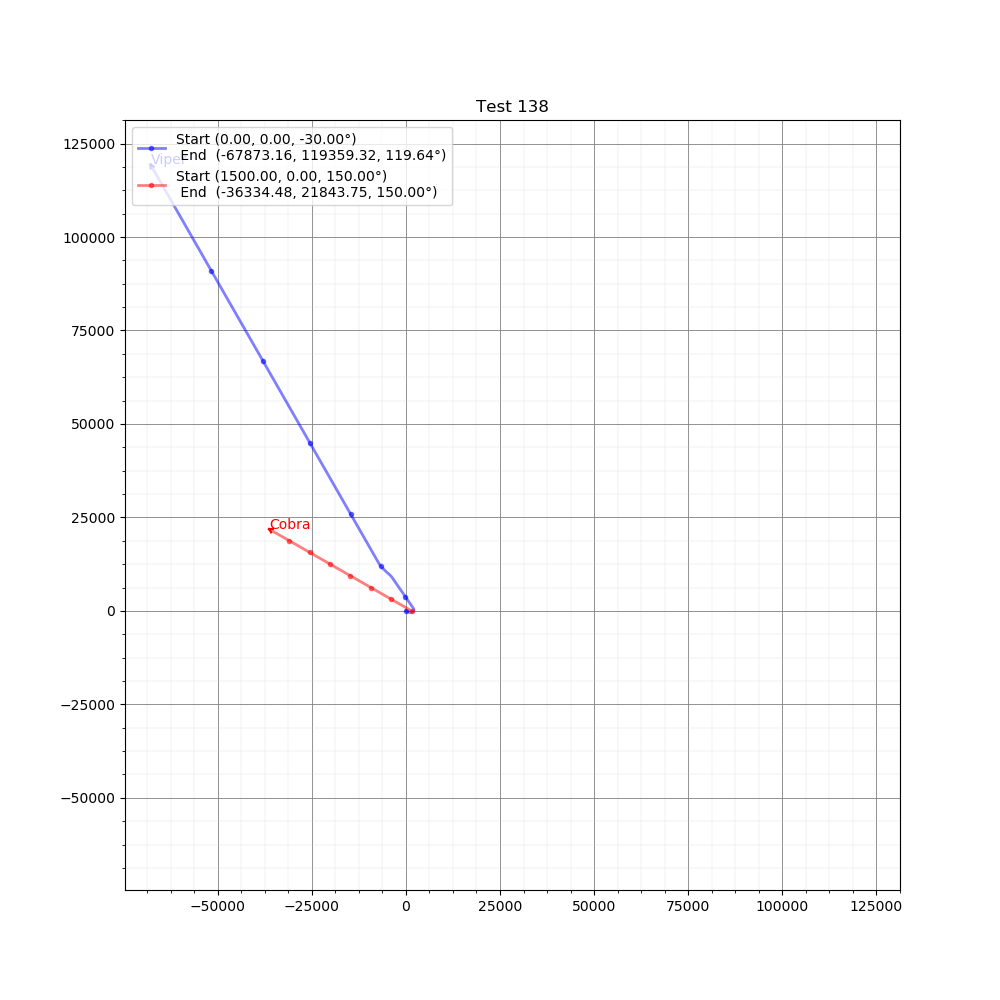 Test 138
Start (0.00, 0.00, -30.00°)
End (-67873.16, 119359.32, 119.64°)
Start (1500.00, 0.00, 150.00°)
End (-36334.48, 21843.75, 150.00°)
Viper
125000
100000
75000
50000
25000
0
−25000
−50000
Cobra
−50000
−25000
0
25000
50000
75000
100000
125000